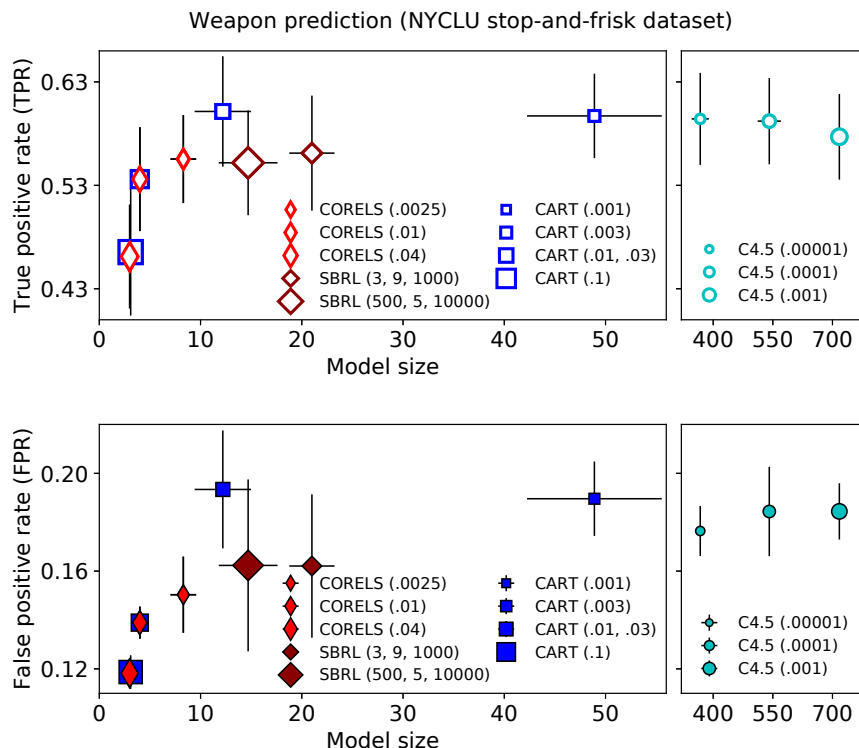 Weapon prediction (NYCLU stop-and-frisk dataset)
True positive rate (TPR)
0.63
0.53
0.43
CORELS (.0025)
CORELS (.01)
CORELS (.04)
SBRL (3, 9, 1000)
SBRL (500, 5, 10000)
CART (.001)
CART (.003)
CART (.01, .03)
CART (.1)
C4.5 (.00001)
C4.5 (.0001)
C4.5 (.001)
0 10 20 30 40 50
400 550 700
Model size
False positive rate (FPR)
0.20
0.16
0.12
CORELS (.0025)
CORELS (.01)
CORELS (.04)
SBRL (3, 9, 1000)
SBRL (500, 5, 10000)
CART (.001)
CART (.003)
CART (.01, .03)
CART (.1)
C4.5 (.00001)
C4.5 (.0001)
C4.5 (.001)
0 10 20 30 40 50
400 550 700
Model size